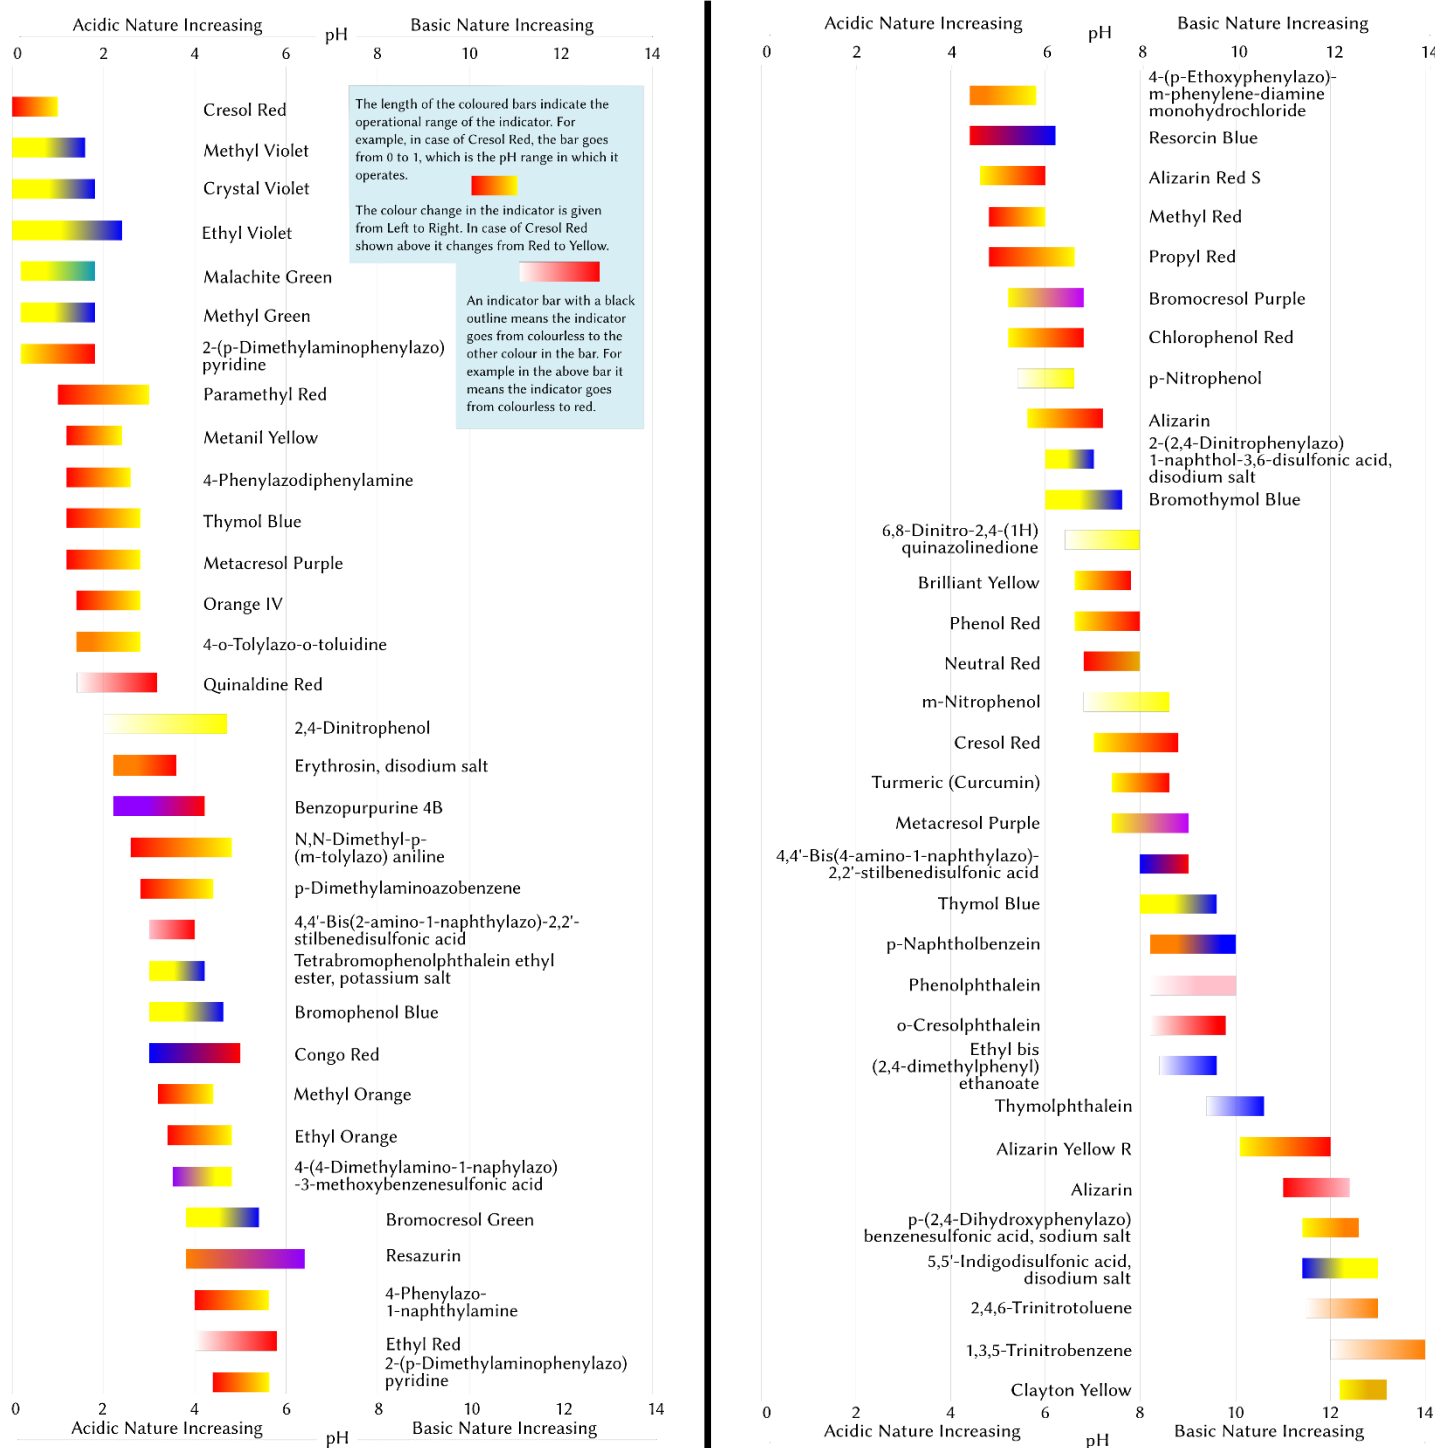 Acidic Nature Increasing
pH
Basic Nature Increasing
0 2 4 6 8 10 12 14
Cresol Red
Methyl Violet
Crystal Violet
Ethyl Violet
Malachite Green
Methyl Green
2-(p-Dimethylaminophenylazo)
pyridine
Paramethyl Red
Metanil Yellow
4-Phenylazodiphenylamine
Thymol Blue
Metacresol Purple
Orange IV
4-o-Tolylazo-o-toluidine
Quinaldine Red
2,4-Dinitrophenol
Erythrosin, disodium salt
Benzopurpurine 4B
N,N-Dimethyl-p-
(m-tolylazo) aniline
p-Dimethylaminoazobenzene
4,4'-Bis(2-amino-1-naphthylazo)-2,2'-
stilbenedisulfonic acid
Tetrabromophenolphthalein ethyl
ester, potassium salt
Bromophenol Blue
Congo Red
Methyl Orange
Ethyl Orange
4-(4-Dimethylamino-1-naphylazo)
-3-methoxybenzenesulfonic acid
Bromocresol Green
Resazurin
4-Phenylazo-
1-naphthylamine
Ethyl Red
2-(p-Dimethylaminophenylazo)
pyridine
0 2 4 6 8 10 12 14
Acidic Nature Increasing
pH
Basic Nature Increasing
The length of the coloured bars indicate the
operational range of the indicator. For
example, in case of Cresol Red, the bar goes
from 0 to 1, which is the pH range in which it
operates.
The colour change in the indicator is given
from Left to Right. In case of Cresol Red
shown above it changes from Red to Yellow.
An indicator bar with a black
outline means the indicator
goes from colourless to the
other colour in the bar. For
example in the above bar it
means the indicator goes
from colourless to red.
Acidic Nature Increasing
pH
Basic Nature Increasing
0 2 4 6 8 10 12 14
4-(p-Ethoxyphenylazo)-
m-phenylene-diamine
monohydrochloride
Resorcin Blue
Alizarin Red S
Methyl Red
Propyl Red
Bromocresol Purple
Chlorophenol Red
p-Nitrophenol
Alizarin
2-(2,4-Dinitrophenylazo)
1-naphthol-3,6-disulfonic acid,
disodium salt
Bromothymol Blue
6,8-Dinitro-2,4-(1H)
quinazolinedione
Brilliant Yellow
Phenol Red
Neutral Red
m-Nitrophenol
Cresol Red
Turmeric (Curcumin)
Metacresol Purple
4,4'-Bis(4-amino-1-naphthylazo)-
2,2'-stilbenedisulfonic acid
Thymol Blue
p-Naphtholbenzein
Phenolphthalein
o-Cresolphthalein
Ethyl bis
(2,4-dimethylphenyl)
ethanoate
Thymolphthalein
Alizarin Yellow R
Alizarin
p-(2,4-Dihydroxyphenylazo)
benzenesulfonic acid, sodium salt
5,5'-Indigodisulfonic acid,
disodium salt
2,4,6-Trinitrotoluene
1,3,5-Trinitrobenzene
Clayton Yellow
0 2 4 6 8 10 12 14
Acidic Nature Increasing
pH
Basic Nature Increasing